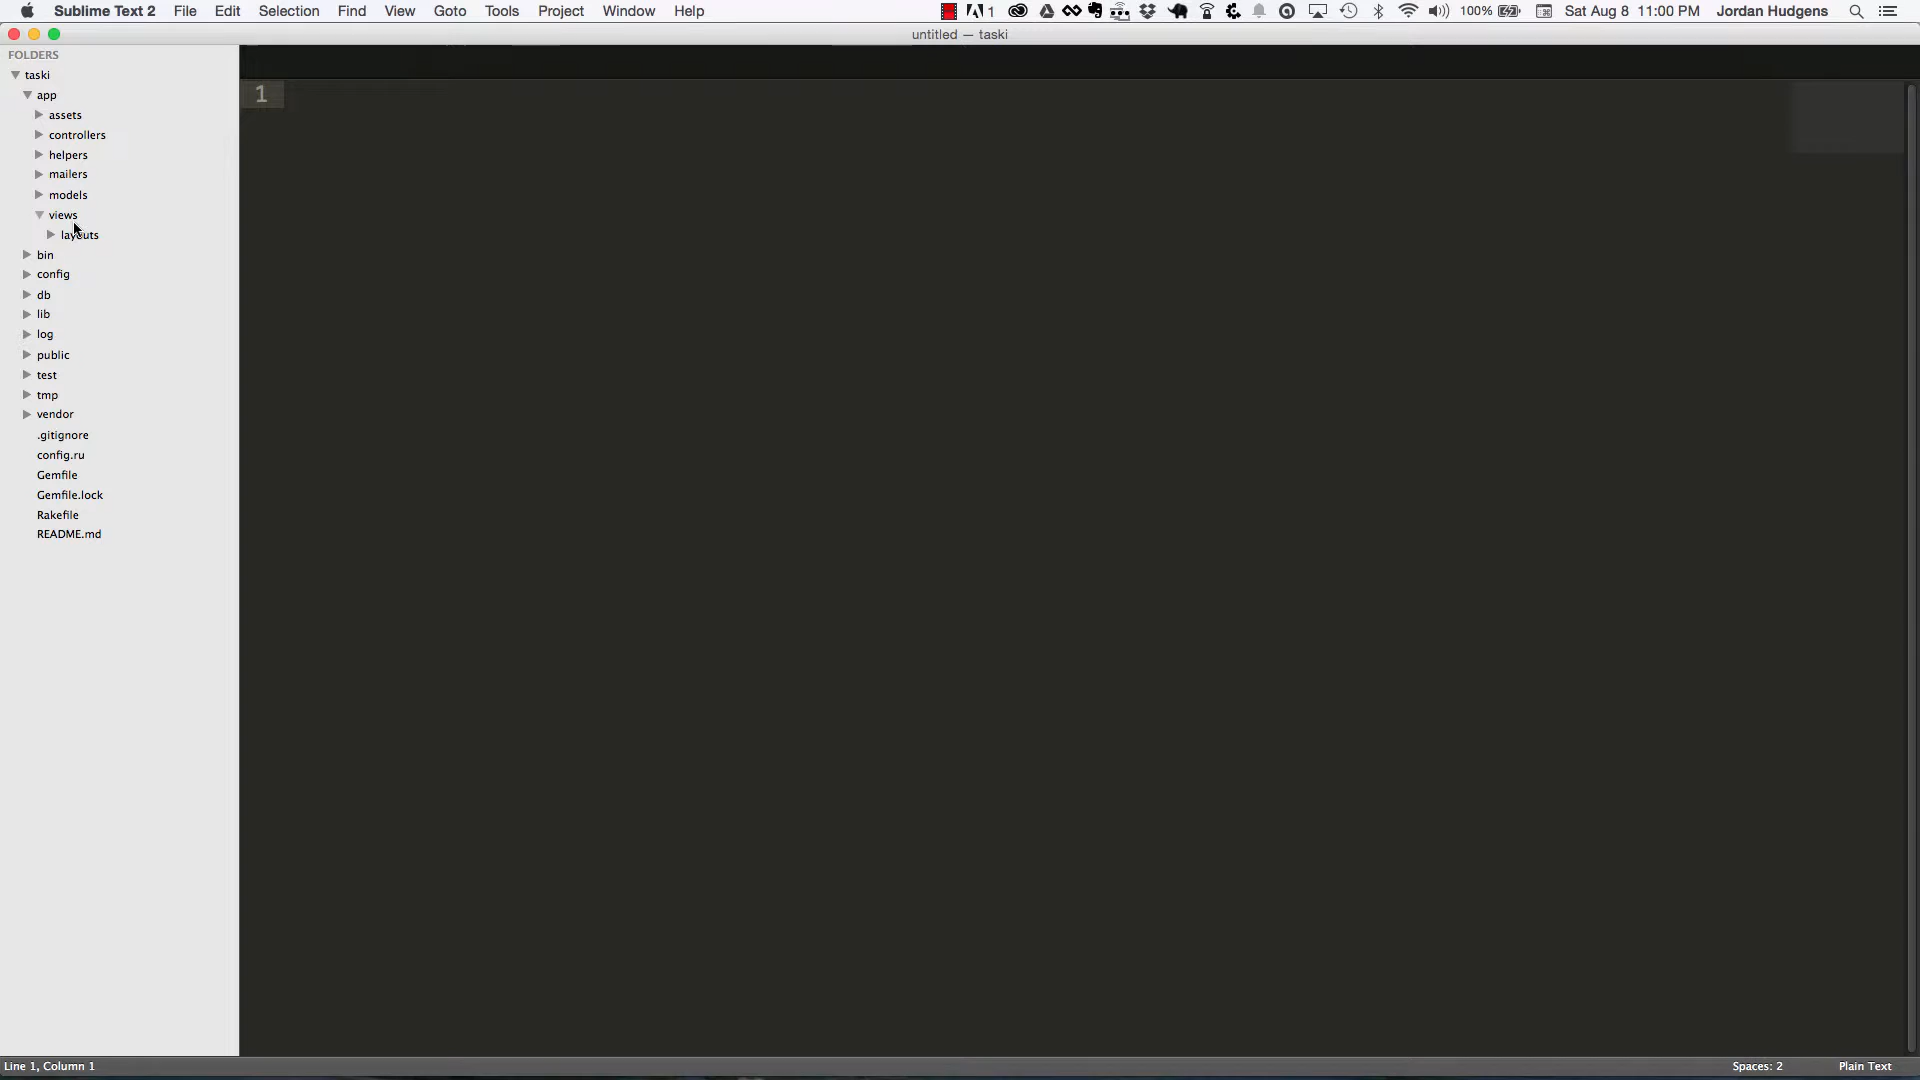 Sublime Text 2 File Edit Selection Find View Goto Tools Project Window Help 1 100% Sat Aug 8 11:00 PM Jordan Hudgens
untitled — taski
FOLDERS
taski
app
assets
controllers
helpers
mailers
models
views
layouts
bin
config
db
lib
log
public
test
tmp
vendor
.gitignore
config.ru
Gemfile
Gemfile.lock
Rakefile
README.md
1
Line 1, Column 1 Spaces: 2 Plain Text